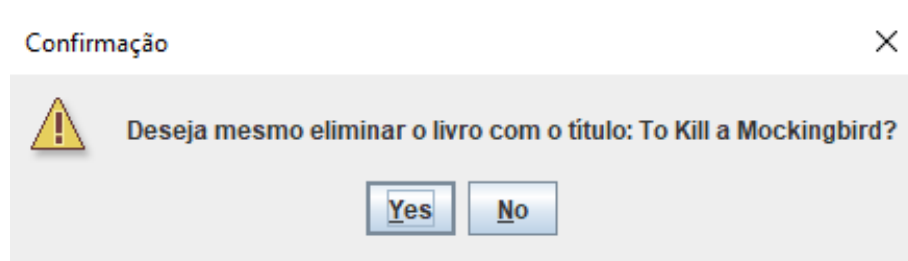 Confirmação
Deseja mesmo eliminar o livro com o título: To Kill a Mockingbird?
Yes No